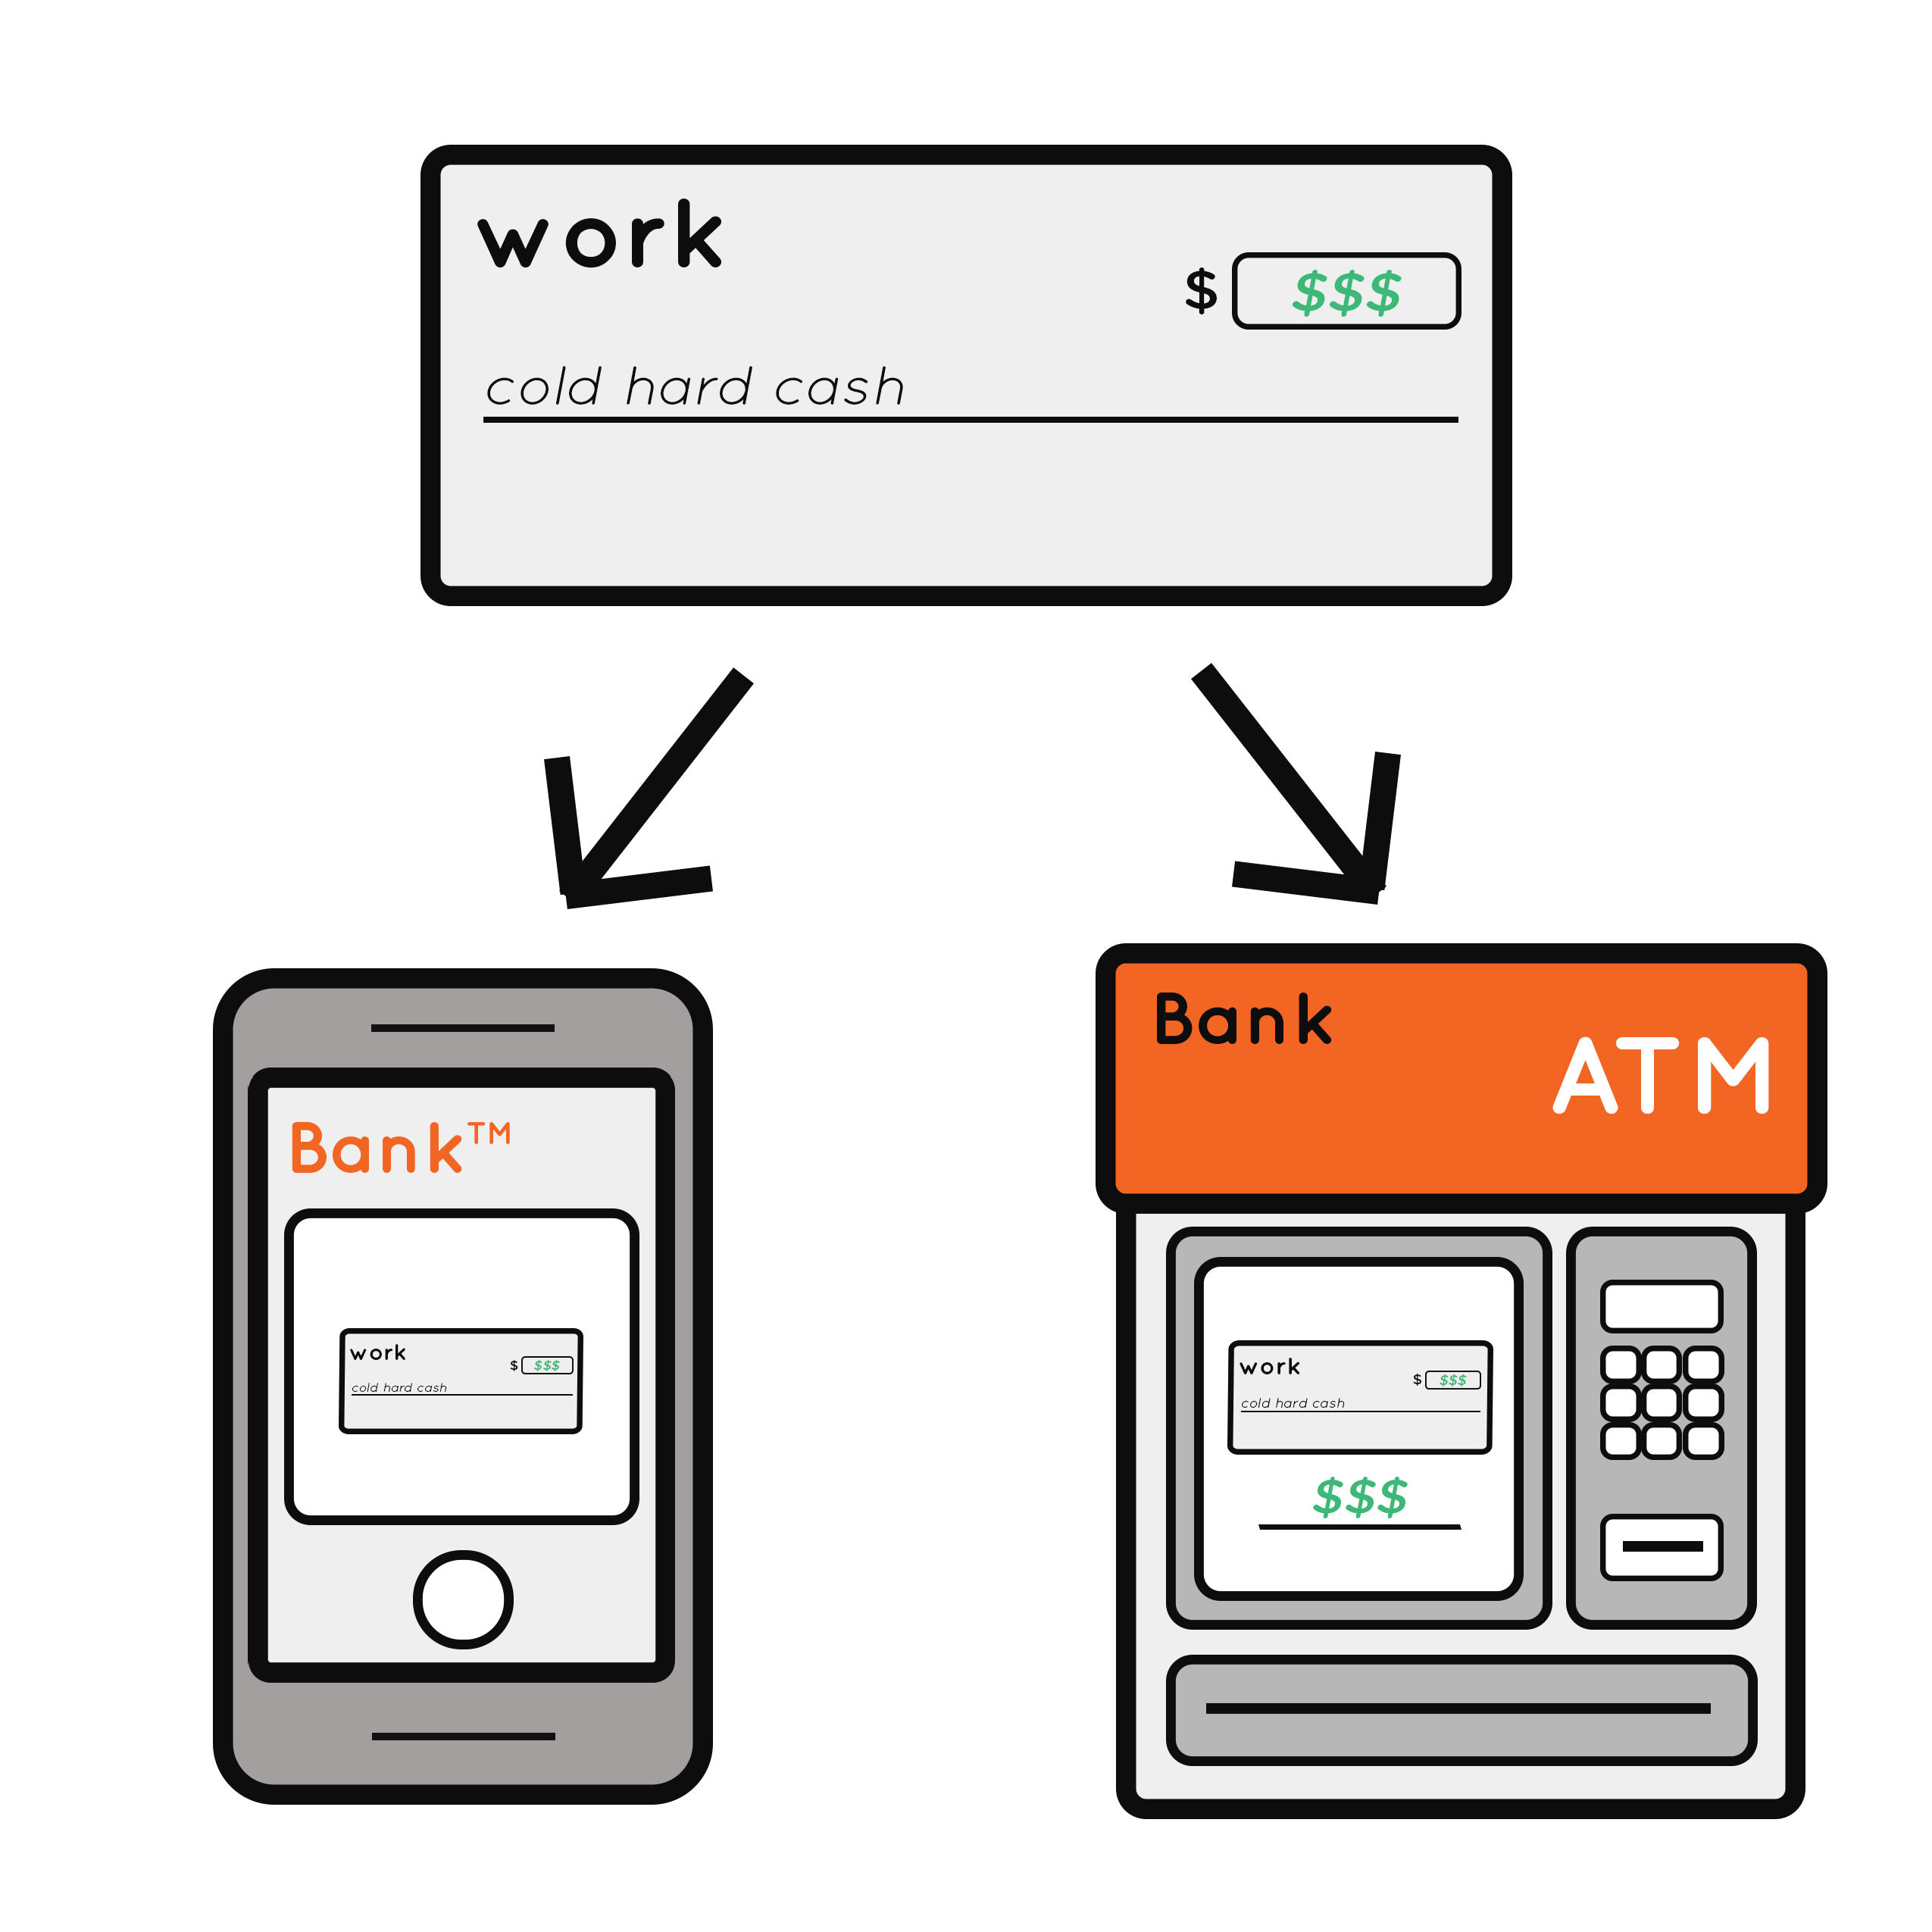 work
$ $$$
cold hard cash
Bank™
work
$ $$$
cold hard cash
Bank
ATM
work
$ $$$
cold hard cash
$$$